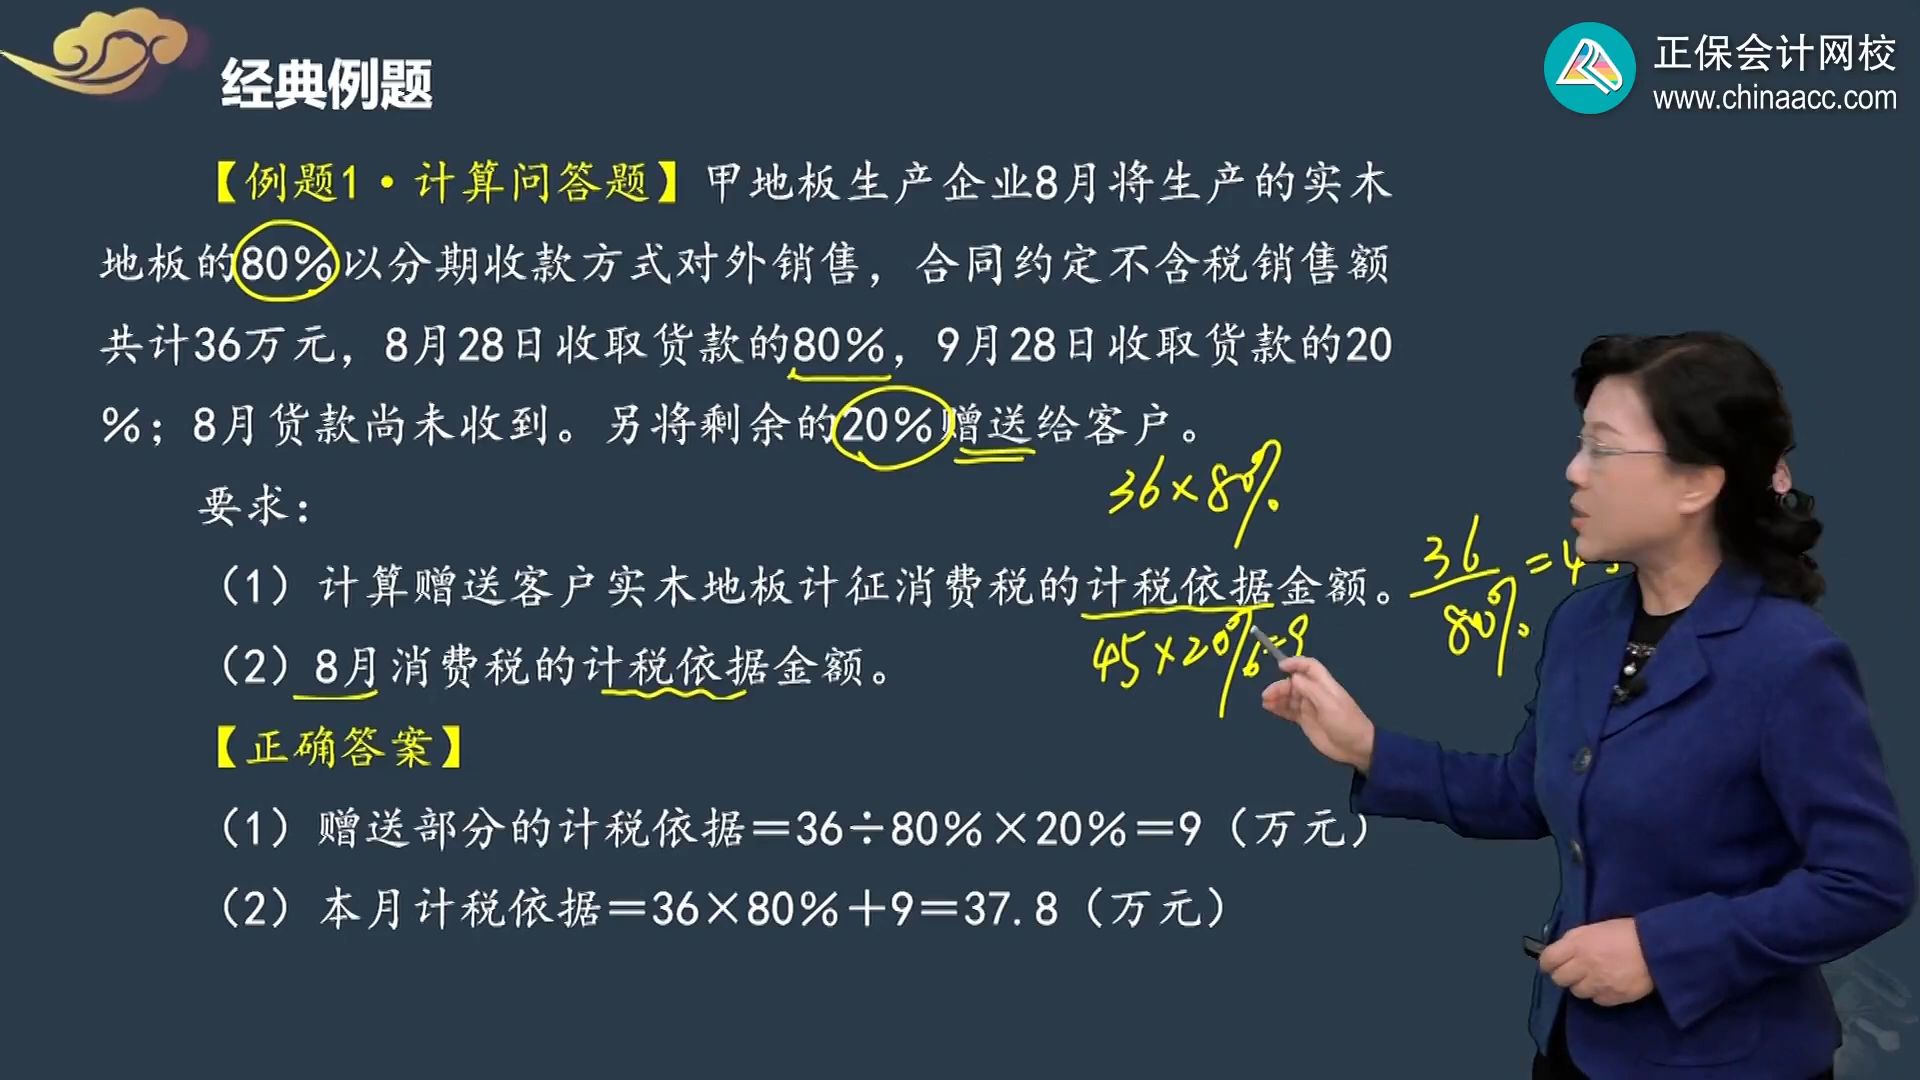 经典例题
正保会计网校
www.chinaacc.com
【例题1·计算问答题】甲地板生产企业8月将生产的实木
地板的80%以分期收款方式对外销售，合同约定不含税销售额
共计36万元，8月28日收取货款的80%，9月28日收取货款的20
%；8月货款尚未收到。另将剩余的20%赠送给客户。
36×80%
要求：
（1）计算赠送客户实木地板计征消费税的计税依据金额。
36
80%
=4
45×20%=9
（2）8月消费税的计税依据金额。
【正确答案】
（1）赠送部分的计税依据＝36÷80%×20%＝9（万元）
（2）本月计税依据＝36×80%＋9＝37.8（万元）